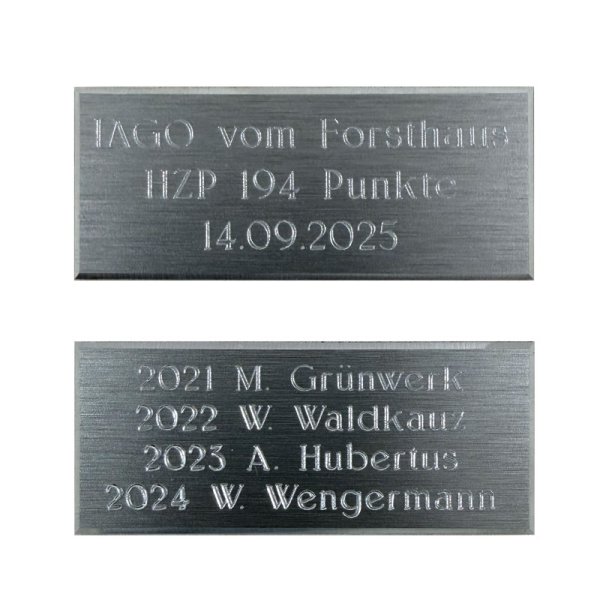 IAGO vom Forsthaus
HZP 194 Punkte
14.09.2025
2021 M. Grünwerk
2022 W. Waldkauz
2023 A. Hubertus
2024 W. Wengermann